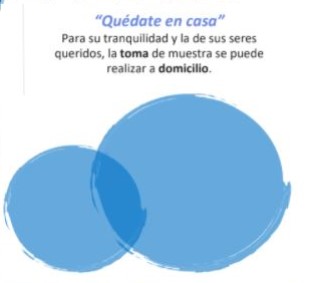 “Quédate en casa”
Para su tranquilidad y la de sus seres
queridos, la toma de muestra se puede
realizar a domicilio.